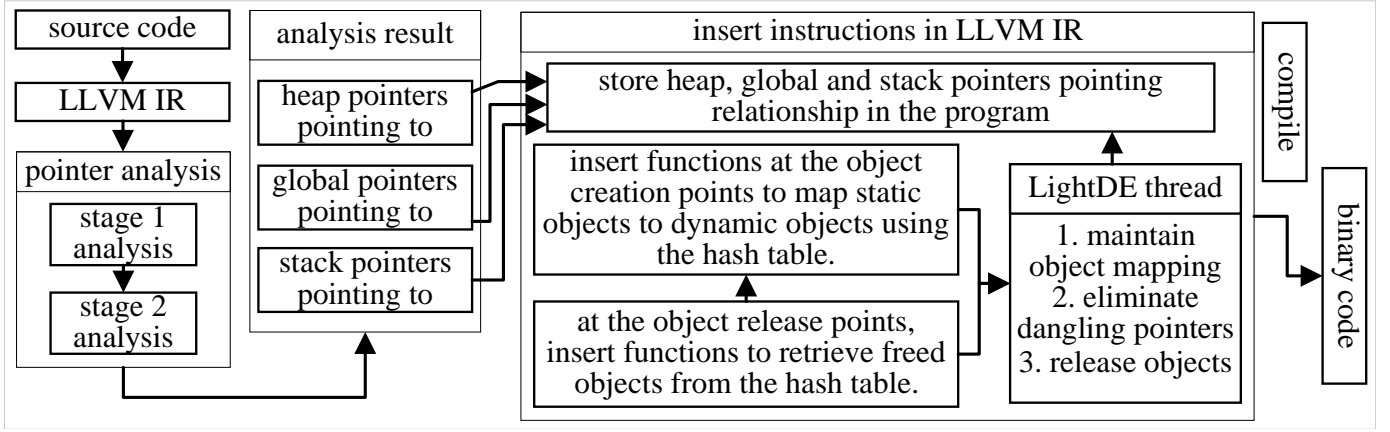 source code
LLVM IR
pointer analysis
stage 1
analysis
stage 2
analysis
analysis result
heap pointers
pointing to
global pointers
pointing to
stack pointers
pointing to
insert instructions in LLVM IR
store heap, global and stack pointers pointing
relationship in the program
insert functions at the object
creation points to map static
objects to dynamic objects using
the hash table.
at the object release points,
insert functions to retrieve freed
objects from the hash table.
LightDE thread
1. maintain
object mapping
2. eliminate
dangling pointers
3. release objects
compile
binary code